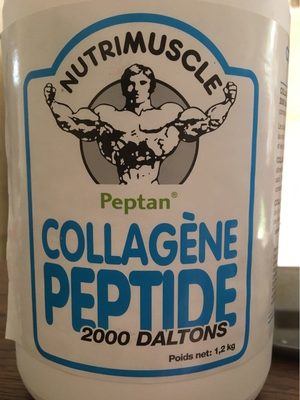 NUTRIMUSCLE
Peptan®
COLLAGÈNE
PEPTIDE
2000 DALTONS
Poids net: 1,2 kg